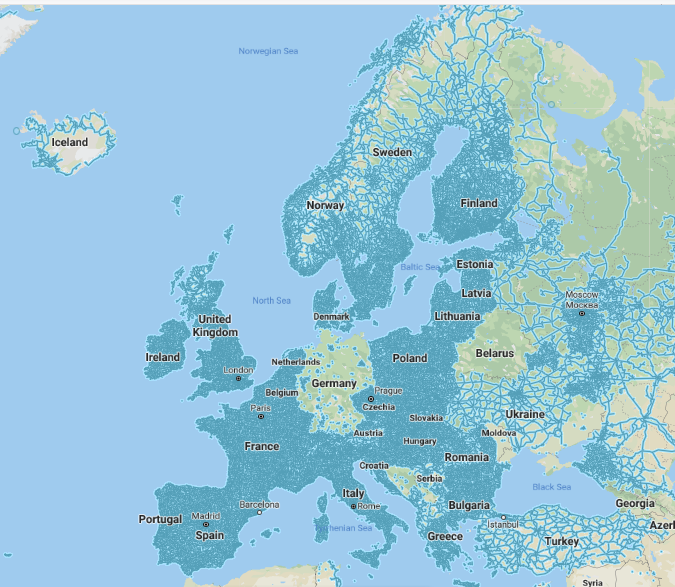 Norwegian Sea
Iceland
Sweden
Norway
Finland
Estonia
Baltic Sea
North Sea
Latvia
Moscow
Москва
Denmark
Lithuania
United
Kingdom
Ireland
Netherlands
Poland
Belarus
London
Germany
Belgium
Prague
Czechia
Paris
Slovakia
Ukraine
Austria
Moldova
France
Hungary
Romania
Croatia
Serbia
Black Sea
Italy
Barcelona
Rome
Bulgaria
Georgia
Portugal
Madrid
Spain
Istanbul
Tyrrhenian Sea
Greece
Turkey
Azerb
Syria